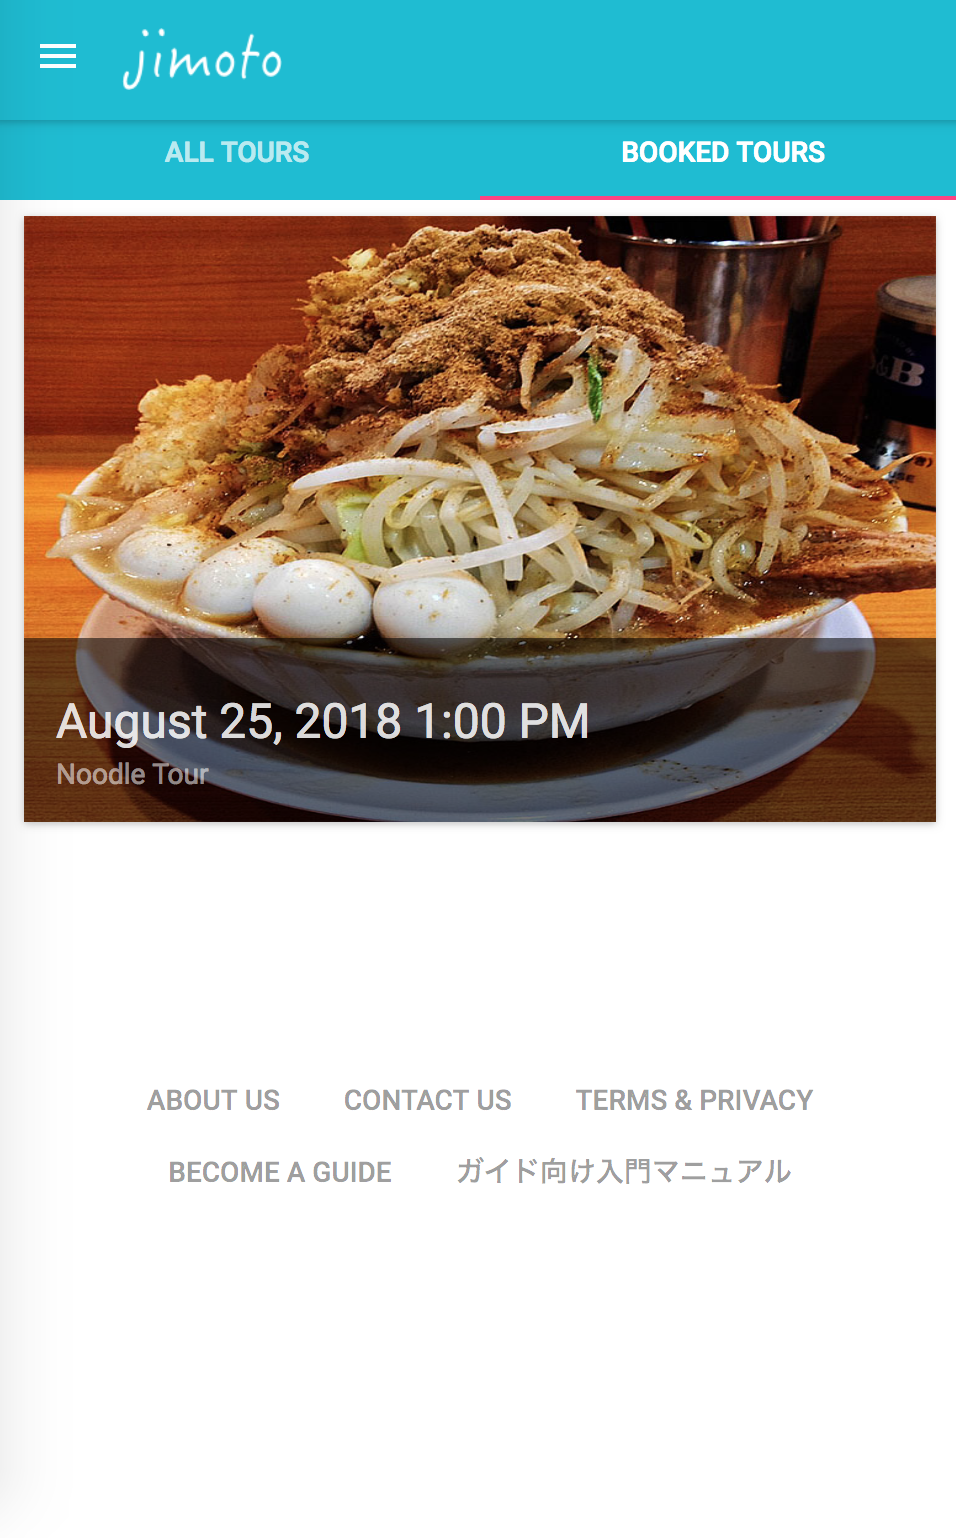 jimoto
ALL TOURS
BOOKED TOURS
August 25, 2018 1:00 PM
Noodle Tour
ABOUT US
CONTACT US
TERMS & PRIVACY
BECOME A GUIDE
ガイド向け入門マニュアル